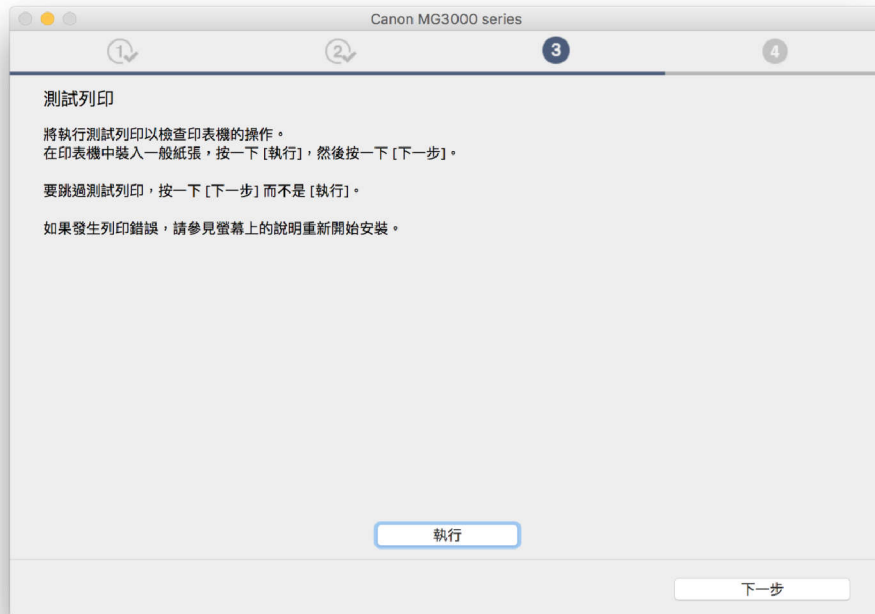 Canon MG3000 series
1
2
3
4
測試列印
將執行測試列印以檢查印表機的操作。
在印表機中裝入一般紙張，按一下 [執行]，然後按一下 [下一步]。
要跳過測試列印，按一下 [下一步] 而不是 [執行]。
如果發生列印錯誤，請參見螢幕上的說明重新開始安裝。
執行
下一步